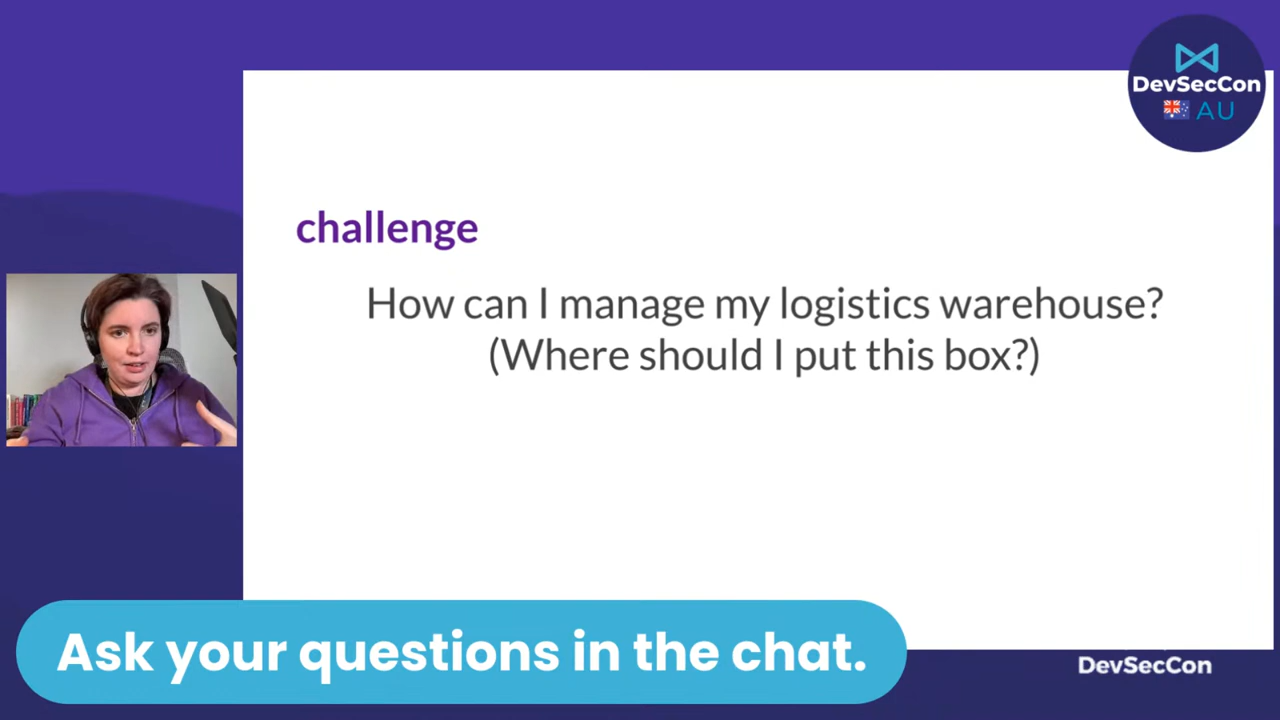 DevSecCon
AU
challenge
How can I manage my logistics warehouse?
(Where should I put this box?)
Ask your questions in the chat.
DevSecCon